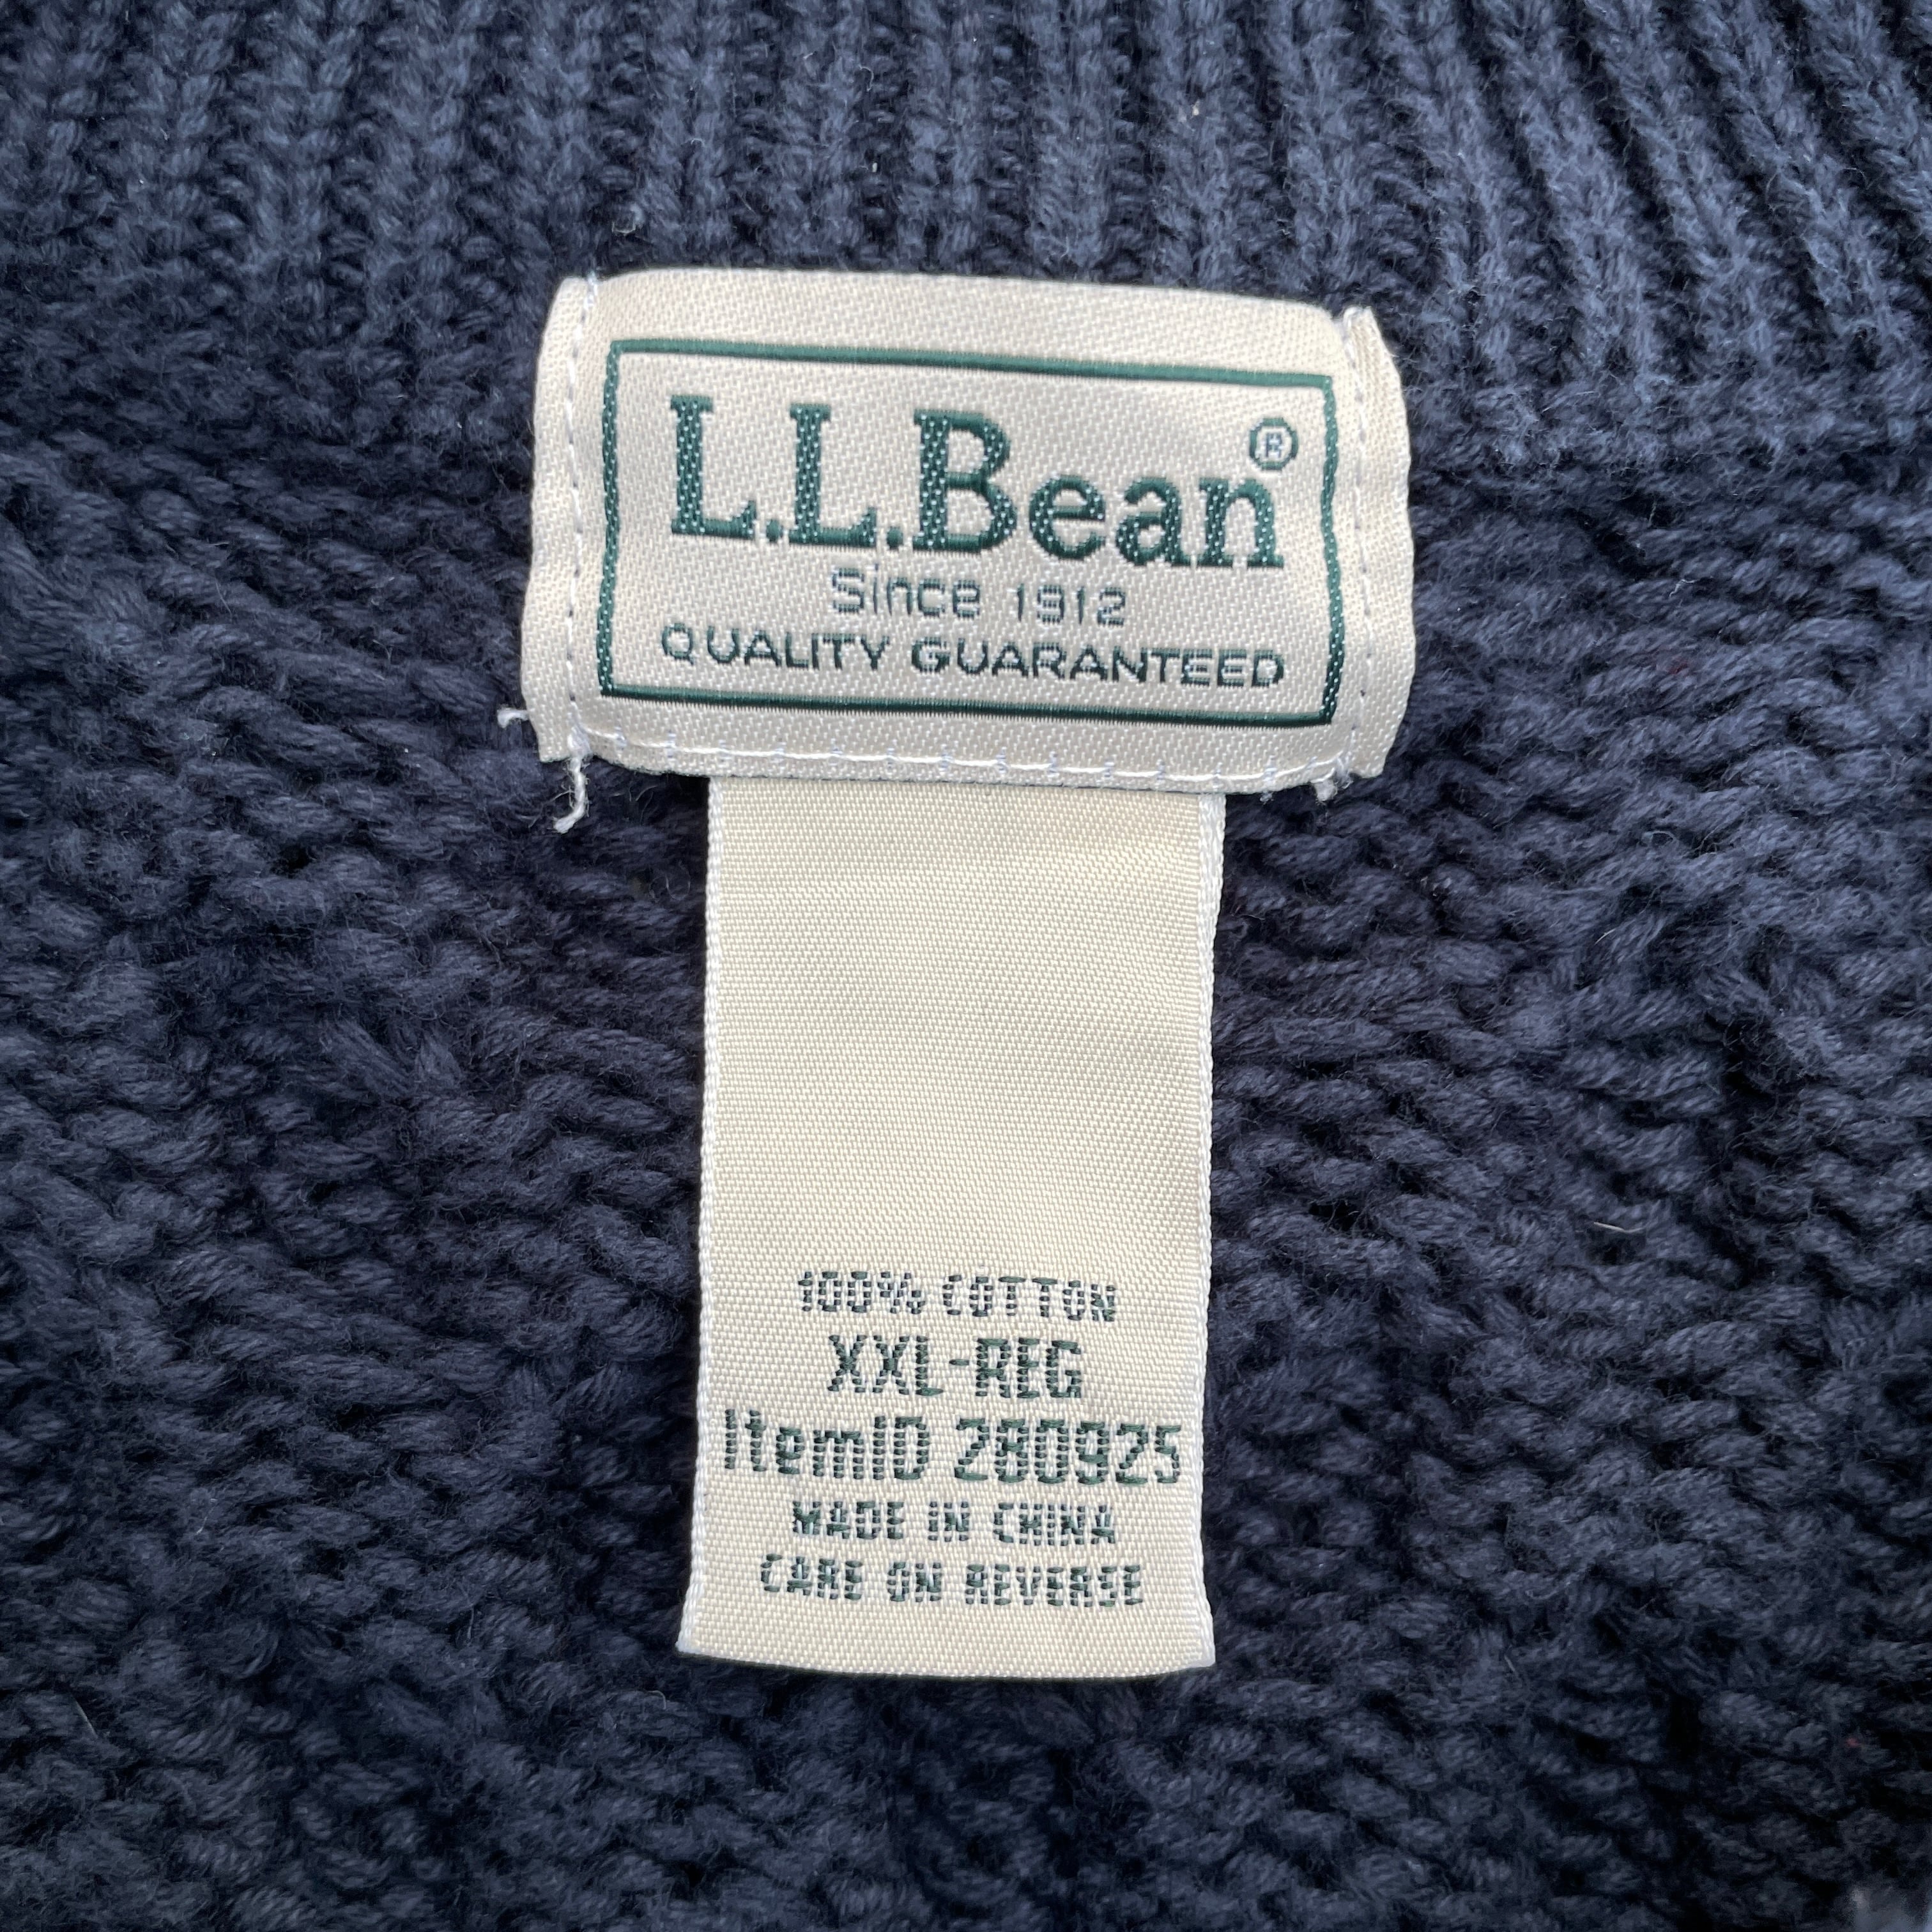 L.L.Bean®
Since 1912
QUALITY GUARANTEED
100% COTTON
XXL-REG
ItemID 280925
MADE IN CHINA
CARE ON REVERSE